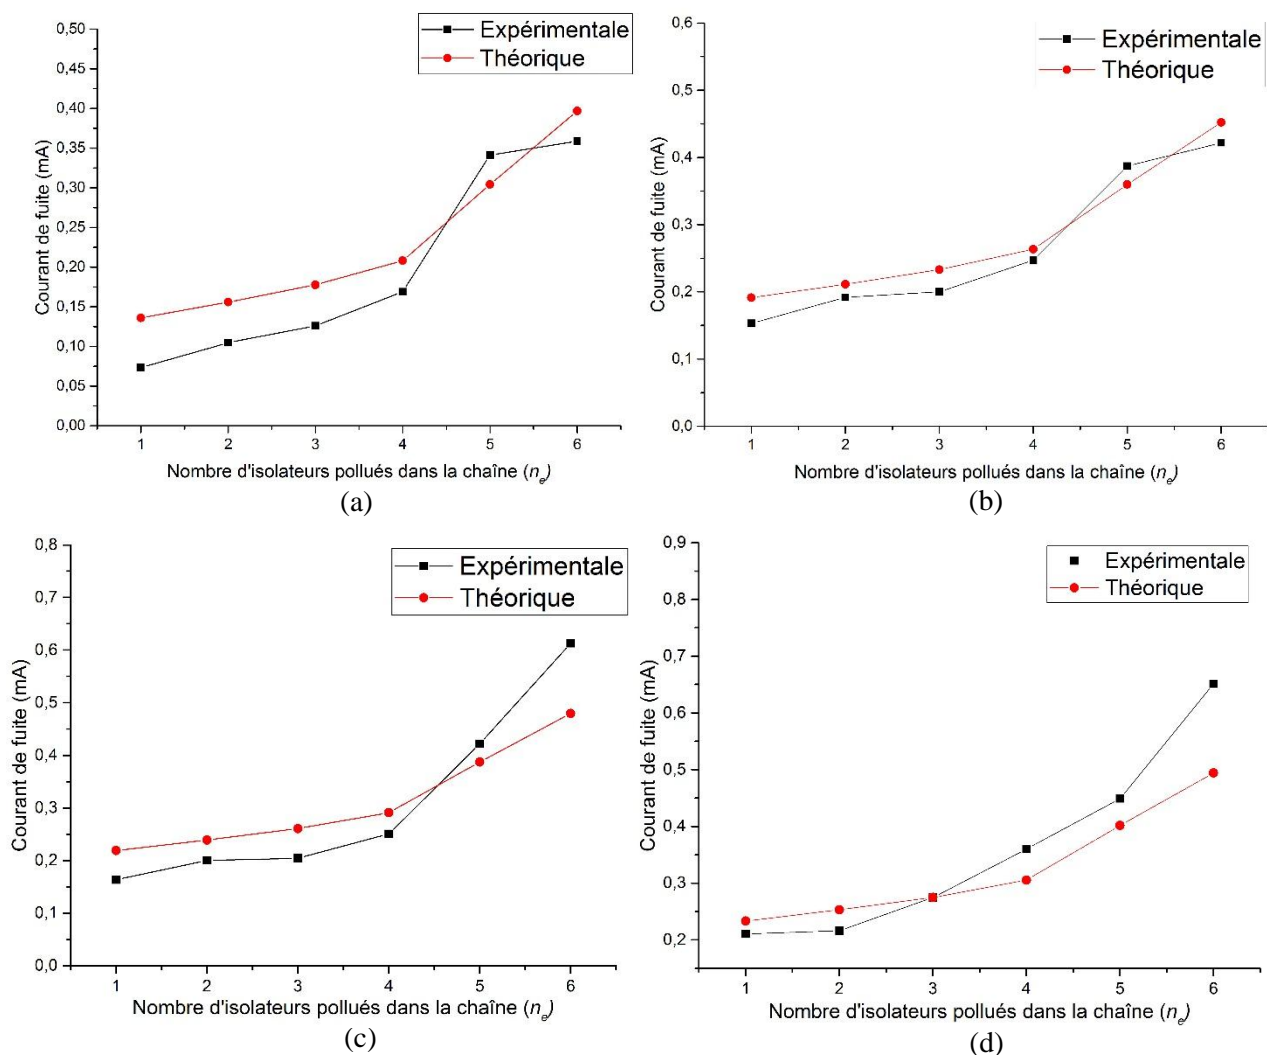 Expérimentale
Théorique
Courant de fuite (mA)
0,50
0,45
0,40
0,35
0,30
0,25
0,20
0,15
0,10
0,05
0,00
1 2 3 4 5 6
Nombre d'isolateurs pollués dans la chaîne (ne)
(a)
Expérimentale
Théorique
Courant de fuite (mA)
0,6
0,5
0,4
0,3
0,2
0,1
0,0
1 2 3 4 5 6
Nombre d'isolateurs pollués dans la chaîne (ne)
(b)
Expérimentale
Théorique
Courant de fuite (mA)
0,8
0,7
0,6
0,5
0,4
0,3
0,2
0,1
0,0
1 2 3 4 5 6
Nombre d'isolateurs pollués dans la chaîne (ne)
(c)
Expérimentale
Théorique
Courant de fuite (mA)
0,9
0,8
0,7
0,6
0,5
0,4
0,3
0,2
1 2 3 4 5 6
Nombre d'isolateurs pollués dans la chaîne (ne)
(d)